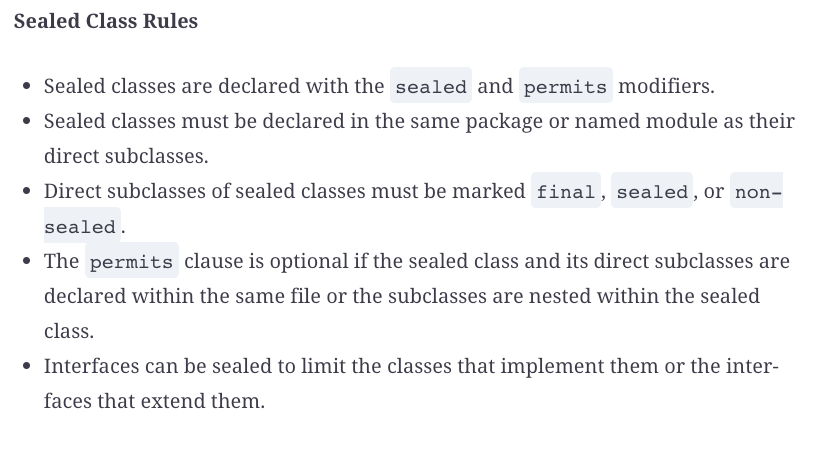 Sealed Class Rules
Sealed classes are declared with the sealed and permits modifiers.
Sealed classes must be declared in the same package or named module as their
direct subclasses.
Direct subclasses of sealed classes must be marked final, sealed, or non-
sealed.
The permits clause is optional if the sealed class and its direct subclasses are
declared within the same file or the subclasses are nested within the sealed
class.
Interfaces can be sealed to limit the classes that implement them or the inter-
faces that extend them.